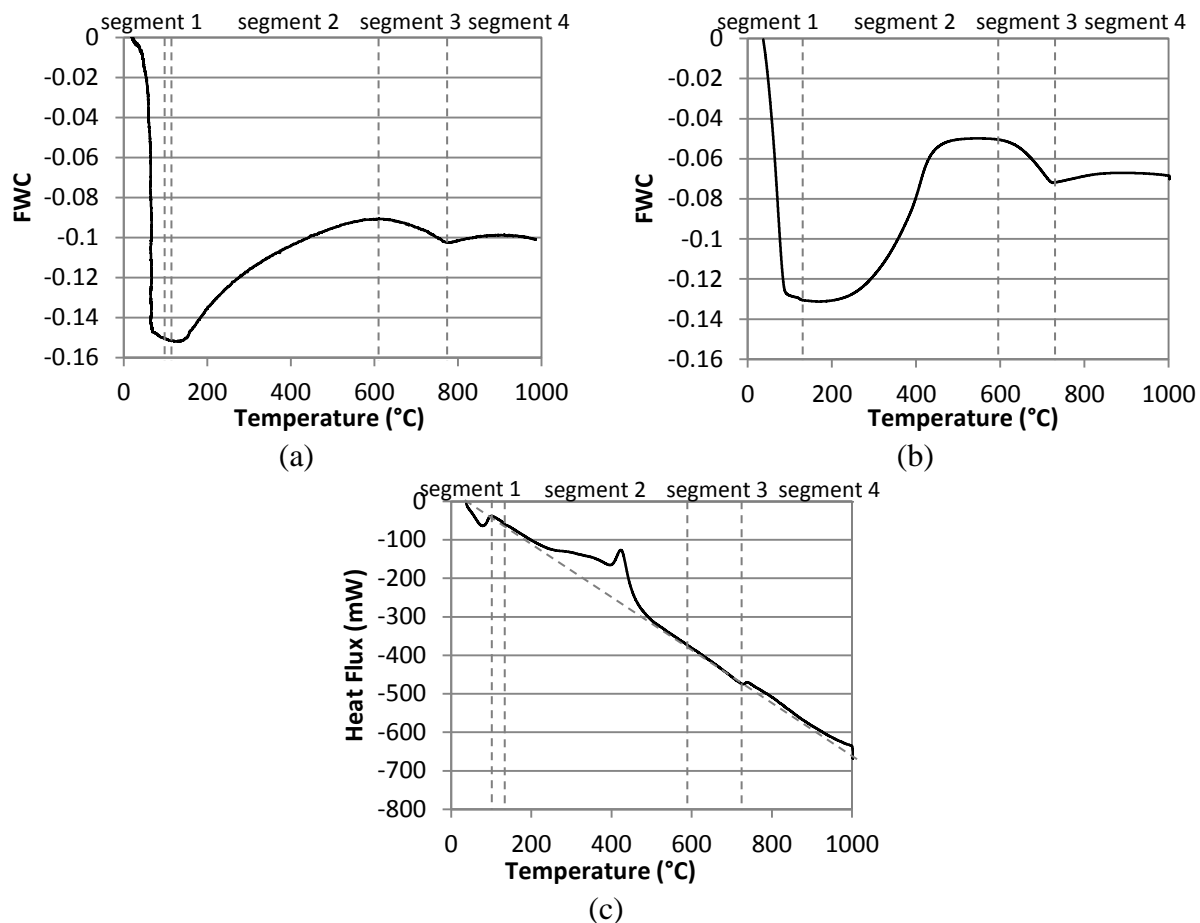 segment 1 segment 2 segment 3 segment 4
0
-0.02
-0.04
-0.06
-0.08
-0.1
-0.12
-0.14
-0.16
FWC
0 200 400 600 800 1000
Temperature (°C)
(a)
segment 1 segment 2 segment 3 segment 4
0
-0.02
-0.04
-0.06
-0.08
-0.1
-0.12
-0.14
-0.16
FWC
0 200 400 600 800 1000
Temperature (°C)
(b)
segment 1 segment 2 segment 3 segment 4
0
-100
-200
-300
-400
-500
-600
-700
-800
Heat Flux (mW)
0 200 400 600 800 1000
Temperature (°C)
(c)